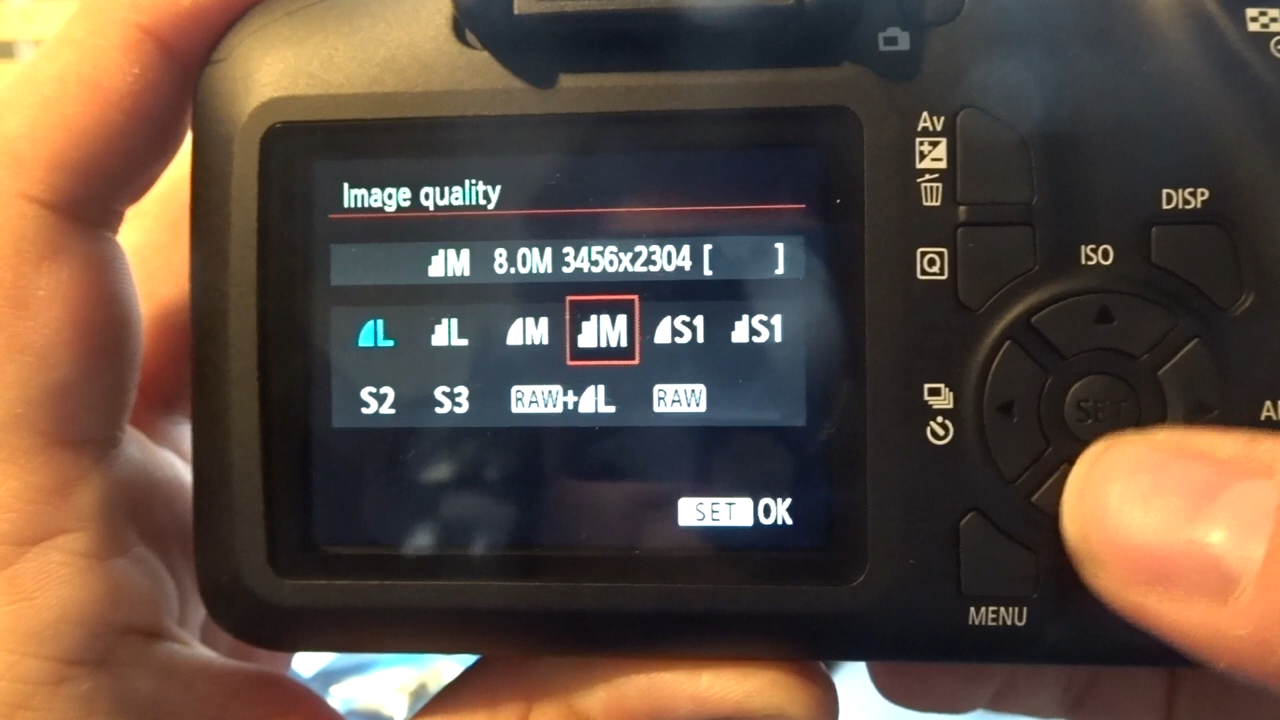 Image quality
M 8.0M 3456x2304 [ ]
L L M M S1 S1
S2 S3 RAW+L RAW
SET OK
Av
DISP
ISO
Q
SET
MENU